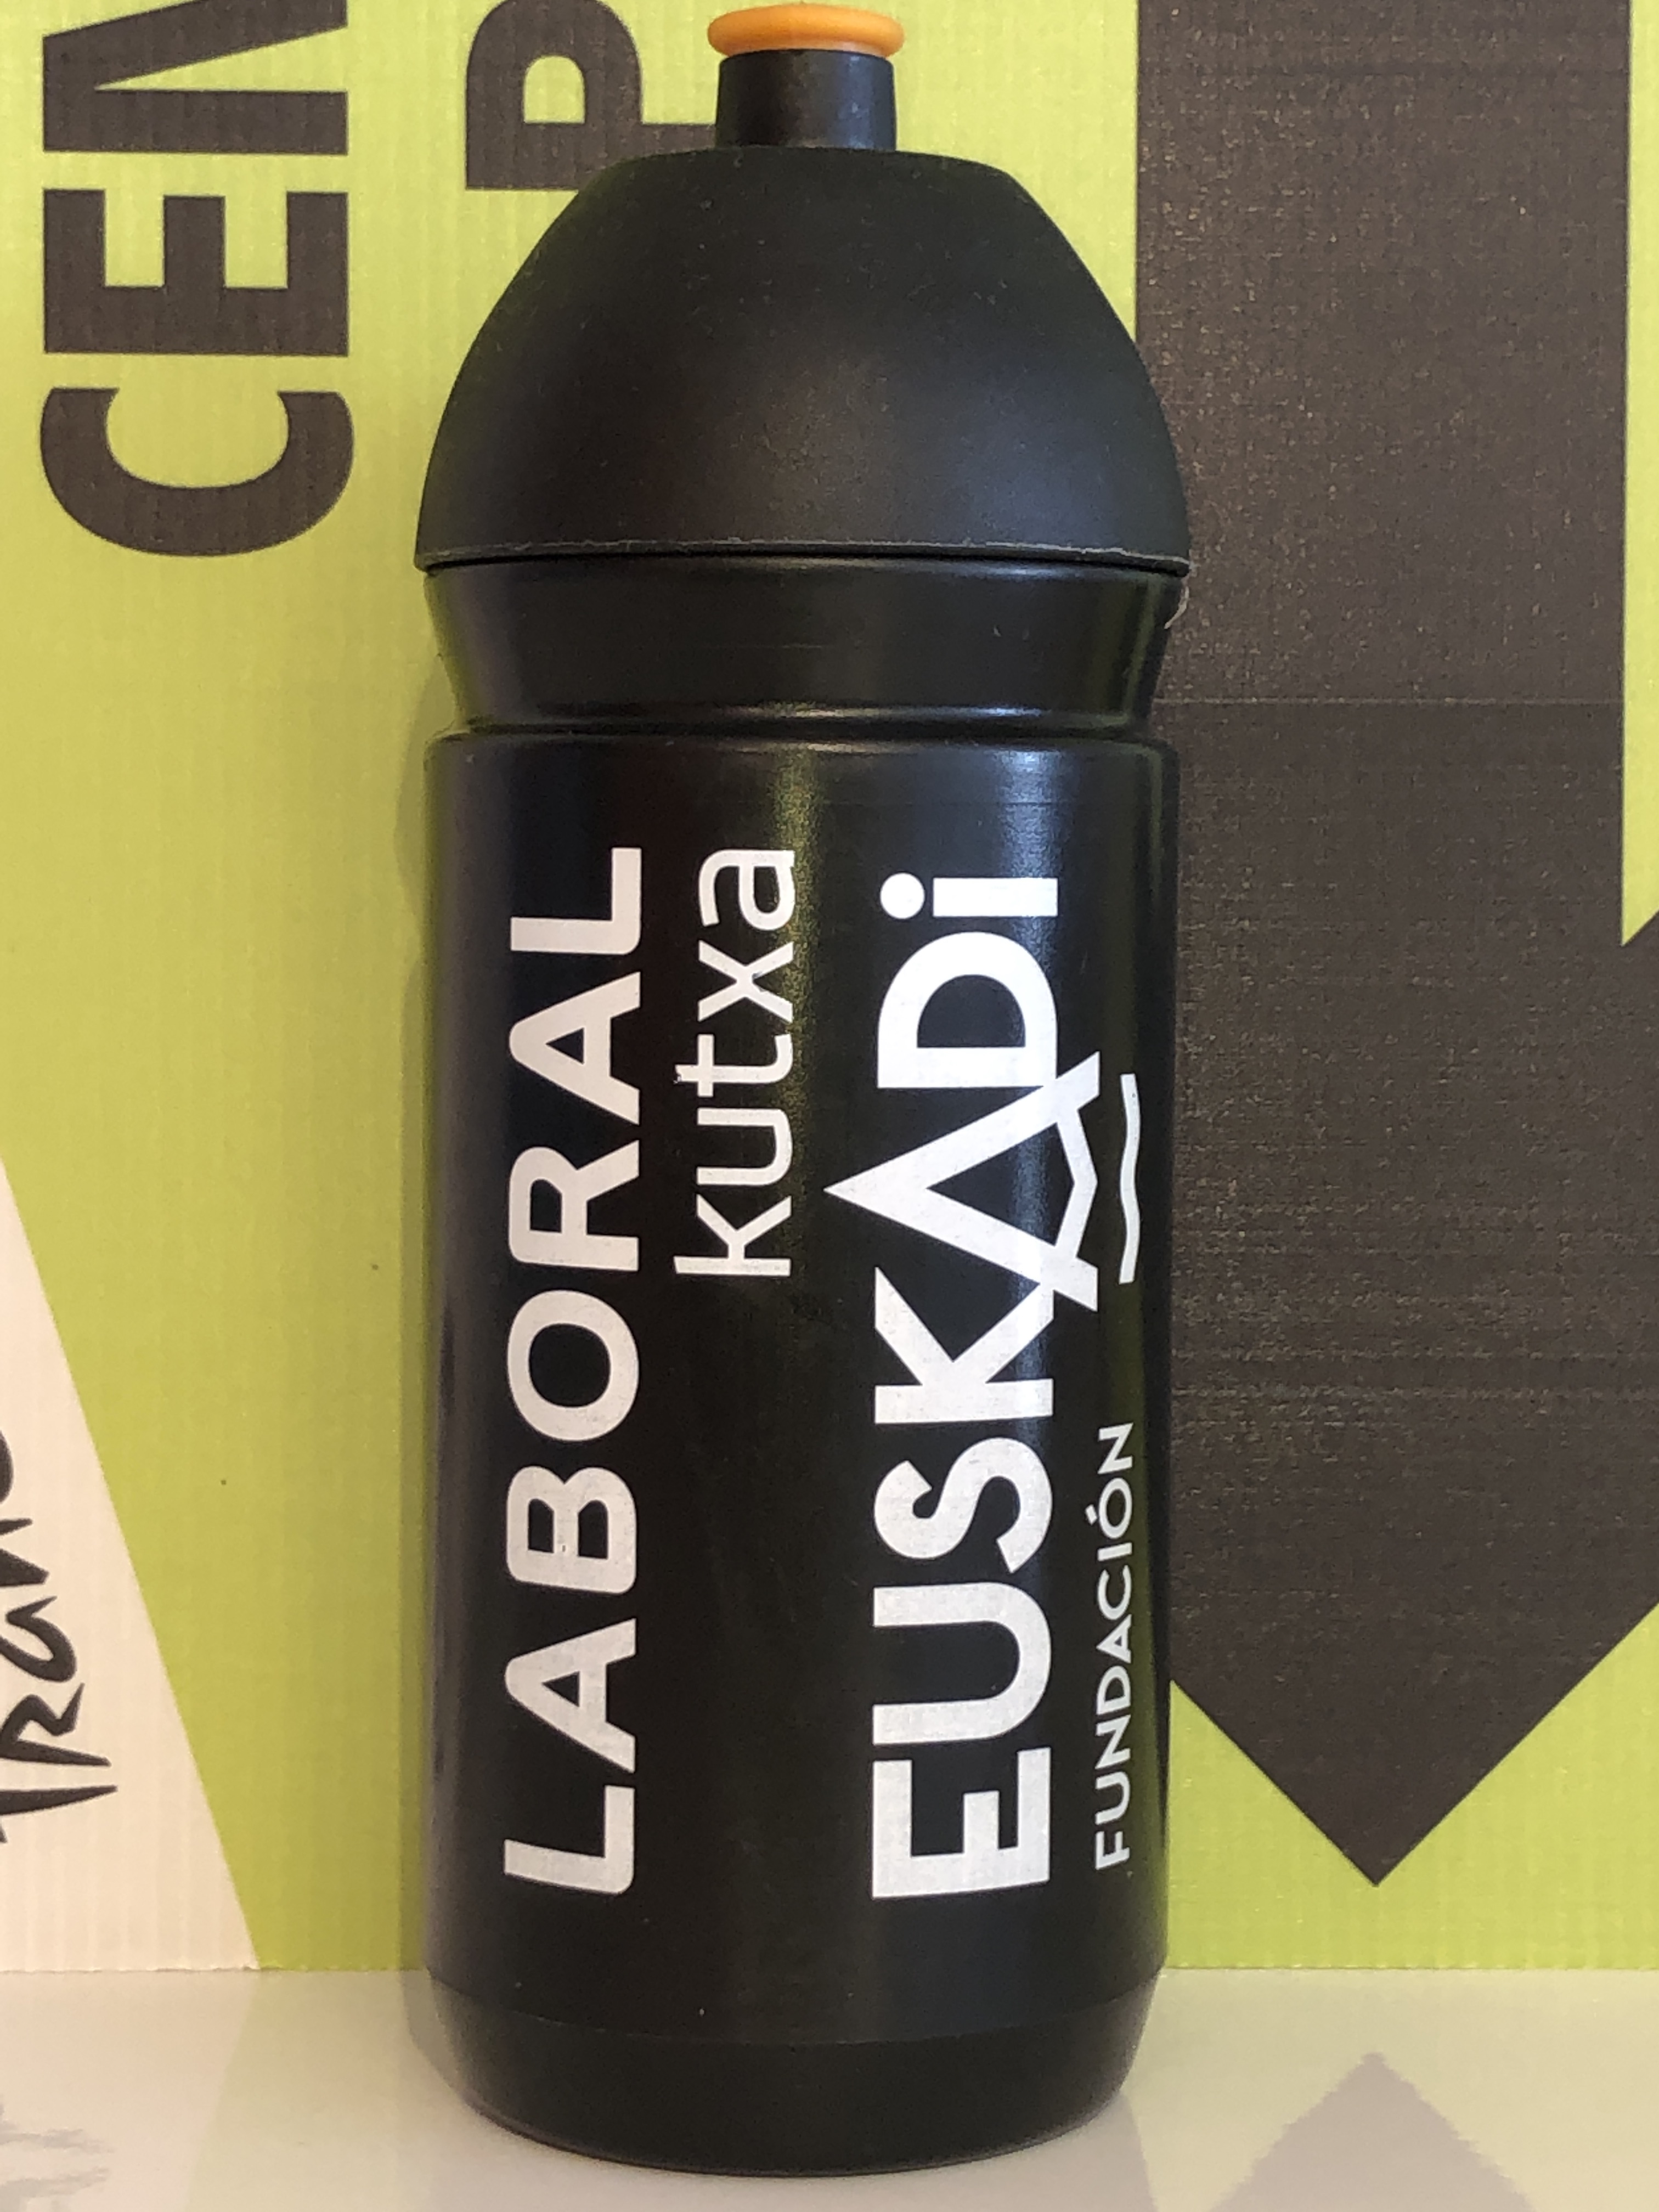 LABORAL
kutxa
EUSKADi
FUNDACIÓN